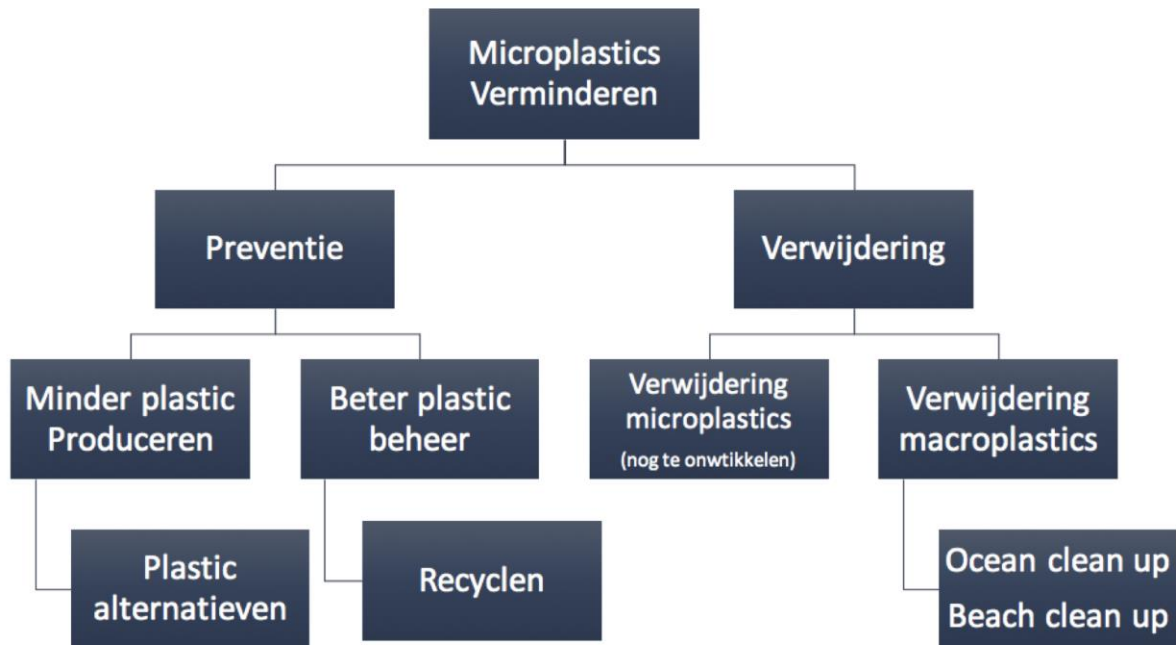 Microplastics
Verminderen
Preventie
Verwijdering
Minder plastic
Produceren
Beter plastic
beheer
Verwijdering
microplastics
(nog te onwtikkelen)
Verwijdering
macroplastics
Plastic
alternatieven
Recyclen
Ocean clean up
Beach clean up